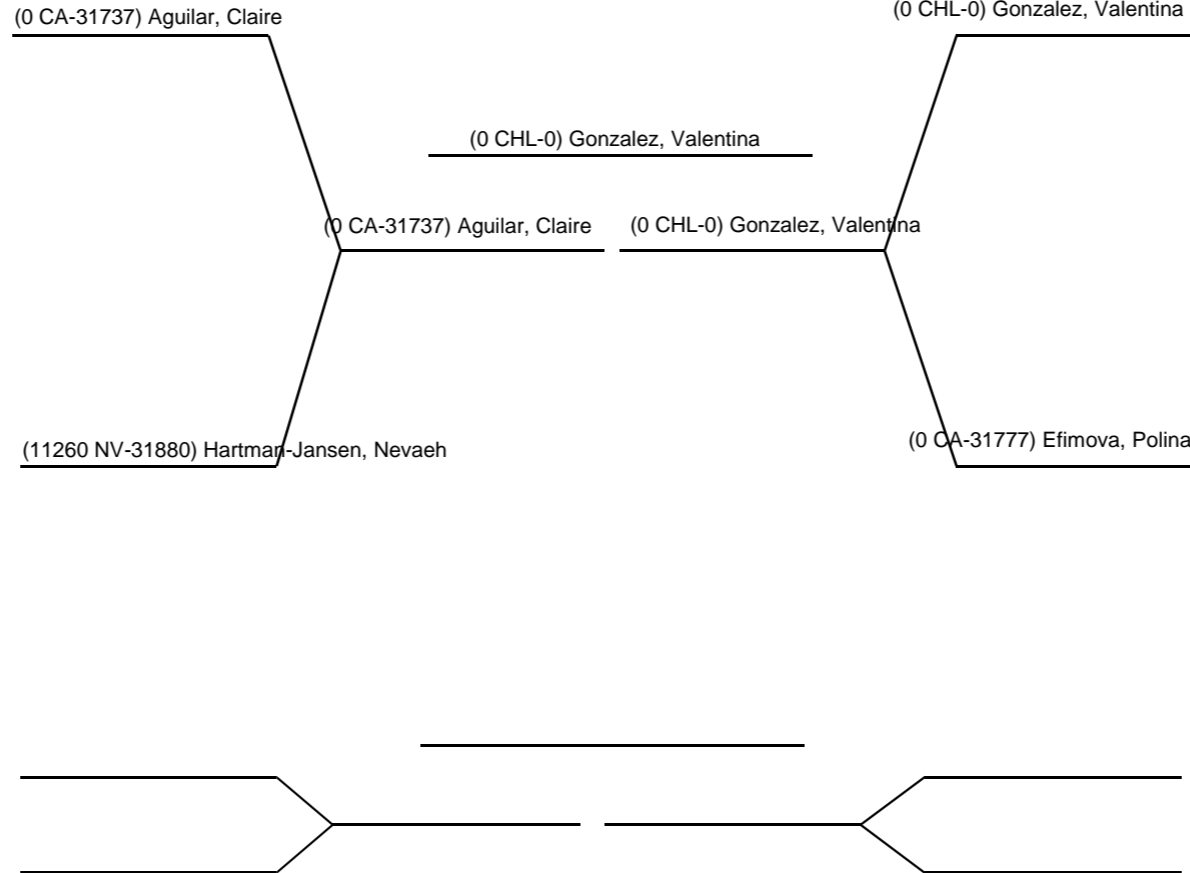 (0 CA-31737) Aguilar, Claire
(0 CHL-0) Gonzalez, Valentina
(0 CHL-0) Gonzalez, Valentina
(0 CA-31737) Aguilar, Claire
(0 CHL-0) Gonzalez, Valentina
(11260 NV-31880) Hartman-Jansen, Nevaeh
(0 CA-31777) Efimova, Polina